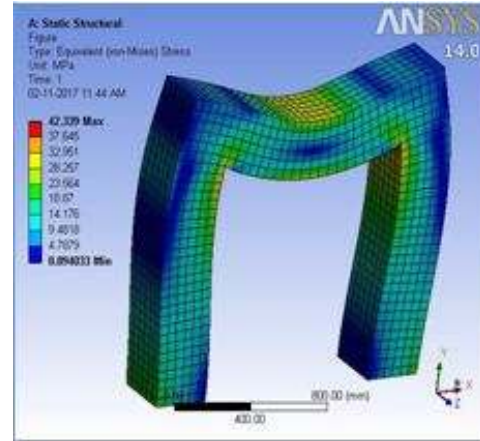 A: Static Structural
Figure
Type: Equivalent (von-Mises) Stress
Unit: MPa
Time: 1
02-11-2017 11:44 AM
ANSYS
14.0
42.339 Max
37.645
32.951
28.257
23.564
18.87
14.176
9.4818
4.7879
0.094033 Min
800.00 (mm)
400.00
Y
X
Z